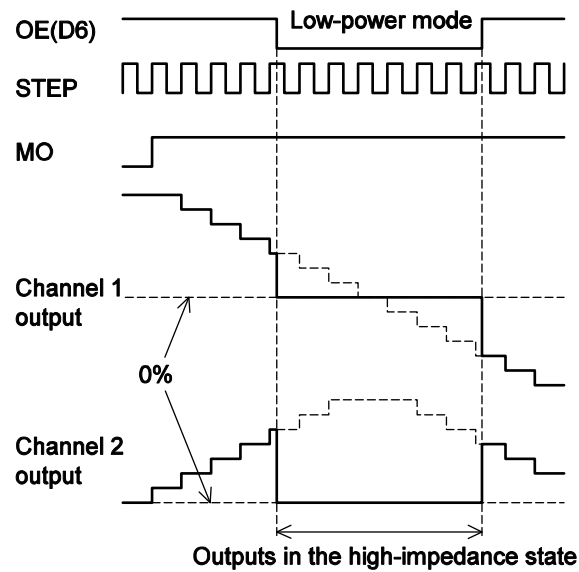 OE(D6)
Low-power mode
STEP
MO
Channel 1
output
0%
Channel 2
output
Outputs in the high-impedance state